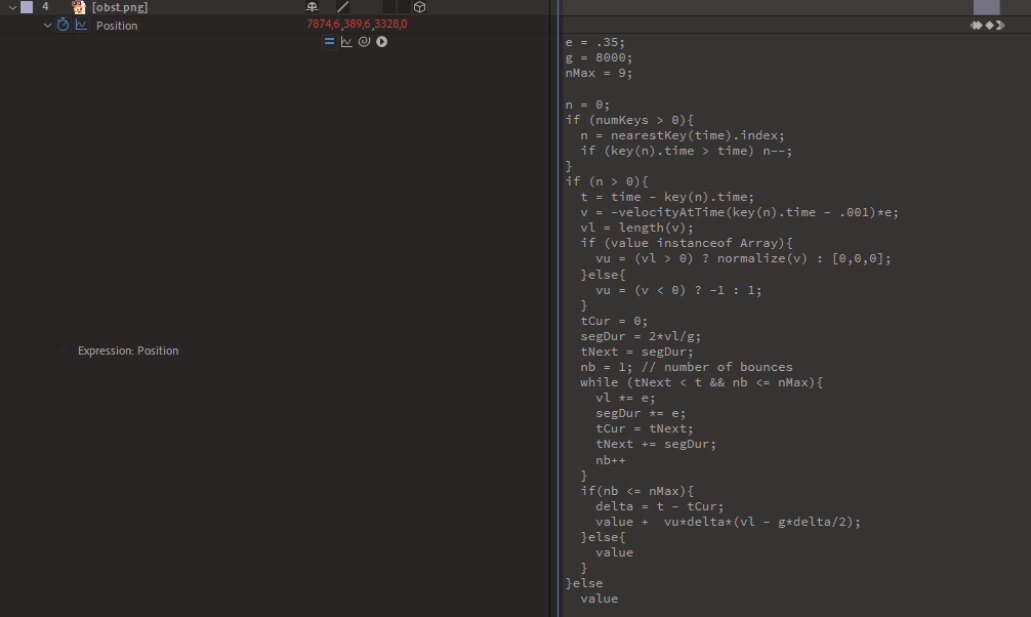 4 [obst.png]
Position 7874,6,389,6,3328,0
e = .35;
g = 8000;
nMax = 9;
n = 0;
if (numKeys > 0){
n = nearestKey(time).index;
if (key(n).time > time) n--;
}
if (n > 0){
t = time - key(n).time;
v = -velocityAtTime(key(n).time - .001)*e;
vl = length(v);
if (value instanceof Array){
vu = (vl > 0) ? normalize(v) : [0,0,0];
}else{
vu = (v < 0) ? -1 : 1;
}
tCur = 0;
segDur = 2*vl/g;
tNext = segDur;
Expression: Position
nb = 1; // number of bounces
while (tNext < t && nb <= nMax){
vl *= e;
segDur *= e;
tCur = tNext;
tNext += segDur;
nb++
}
if(nb <= nMax){
delta = t - tCur;
value +  vu*delta*(vl - g*delta/2);
}else{
value
}
}else
value